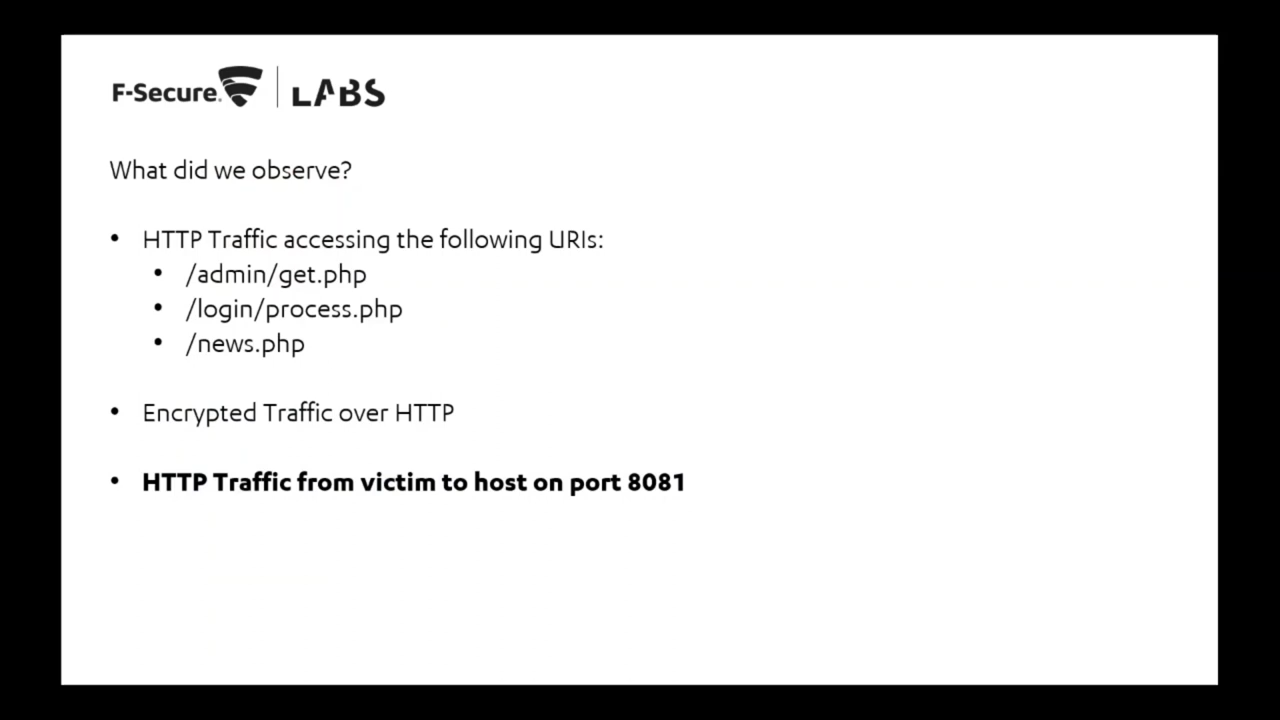 F-Secure. LABS
What did we observe?
• HTTP Traffic accessing the following URIs:
• /admin/get.php
• /login/process.php
• /news.php
• Encrypted Traffic over HTTP
• HTTP Traffic from victim to host on port 8081